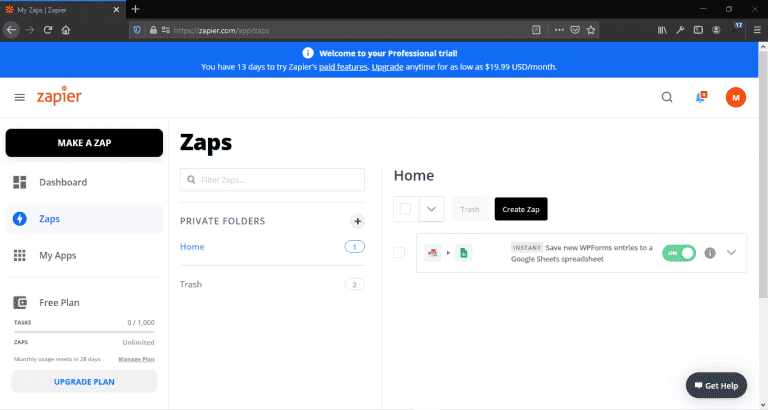 My Zaps | Zapier
https://zapier.com/app/zaps
17
Welcome to your Professional trial!
You have 13 days to try Zapier's paid features. Upgrade anytime for as low as $19.99 USD/month.
zapier
4
M
MAKE A ZAP
Dashboard
Zaps
My Apps
Free Plan
TASKS 0 / 1,000
ZAPS Unlimited
Monthly usage resets in 28 days Manage Plan
UPGRADE PLAN
Zaps
Filter Zaps...
PRIVATE FOLDERS
Home 1
Trash 2
Home
Trash
Create Zap
INSTANT Save new WPForms entries to a
Google Sheets spreadsheet
ON
Get Help